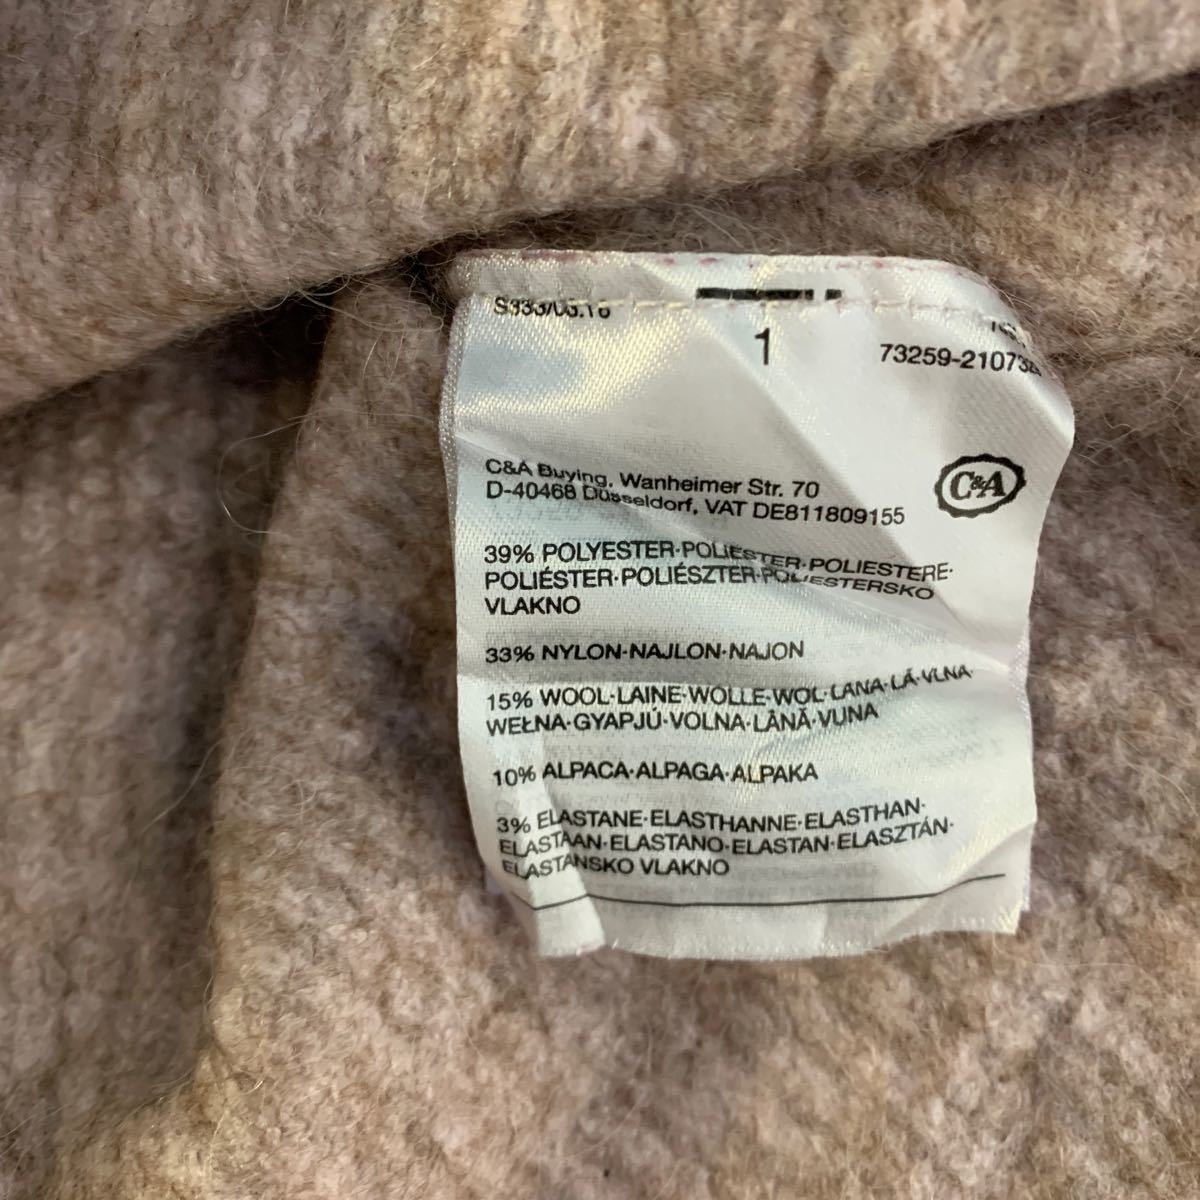 1
C&A Buying, Wanheimer Str. 70
D-40468 Düsseldorf, VAT DE811809155
C&A
39% POLYESTER·POLIESTER·POLIESTERE·
POLIÉSTER·POLIÉSZTER·POLIESTERSKO
VLAKNO
33% NYLON·NAJLON·NAJON
15% WOOL·LAINE·WOLLE·WOL·LANA·LÃ·VLNA·
WEŁNA·GYAPJÚ·VOLNA·LÂNĂ·VUNA
10% ALPACA·ALPAGA·ALPAKA
3% ELASTANE·ELASTHANNE·ELASTHAN·
ELASTAAN·ELASTANO·ELASTAN·ELASZTÁN·
ELASTANSKO VLAKNO